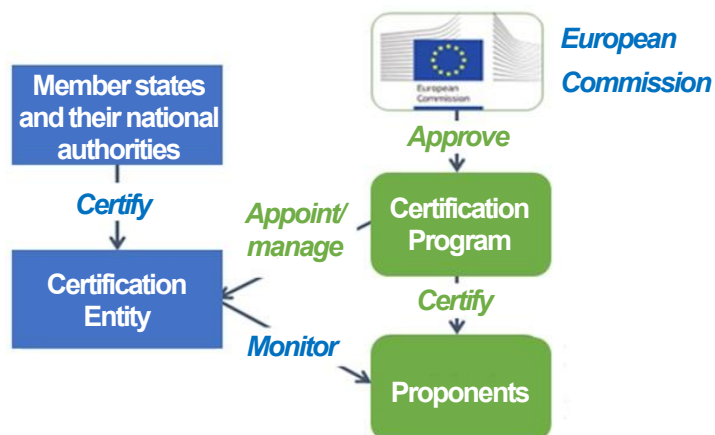 European
Commission
European
Commission
Member states
and their national
authorities
Approve
Certify
Appoint/
manage
Certification
Program
Certification
Entity
Certify
Monitor
Proponents